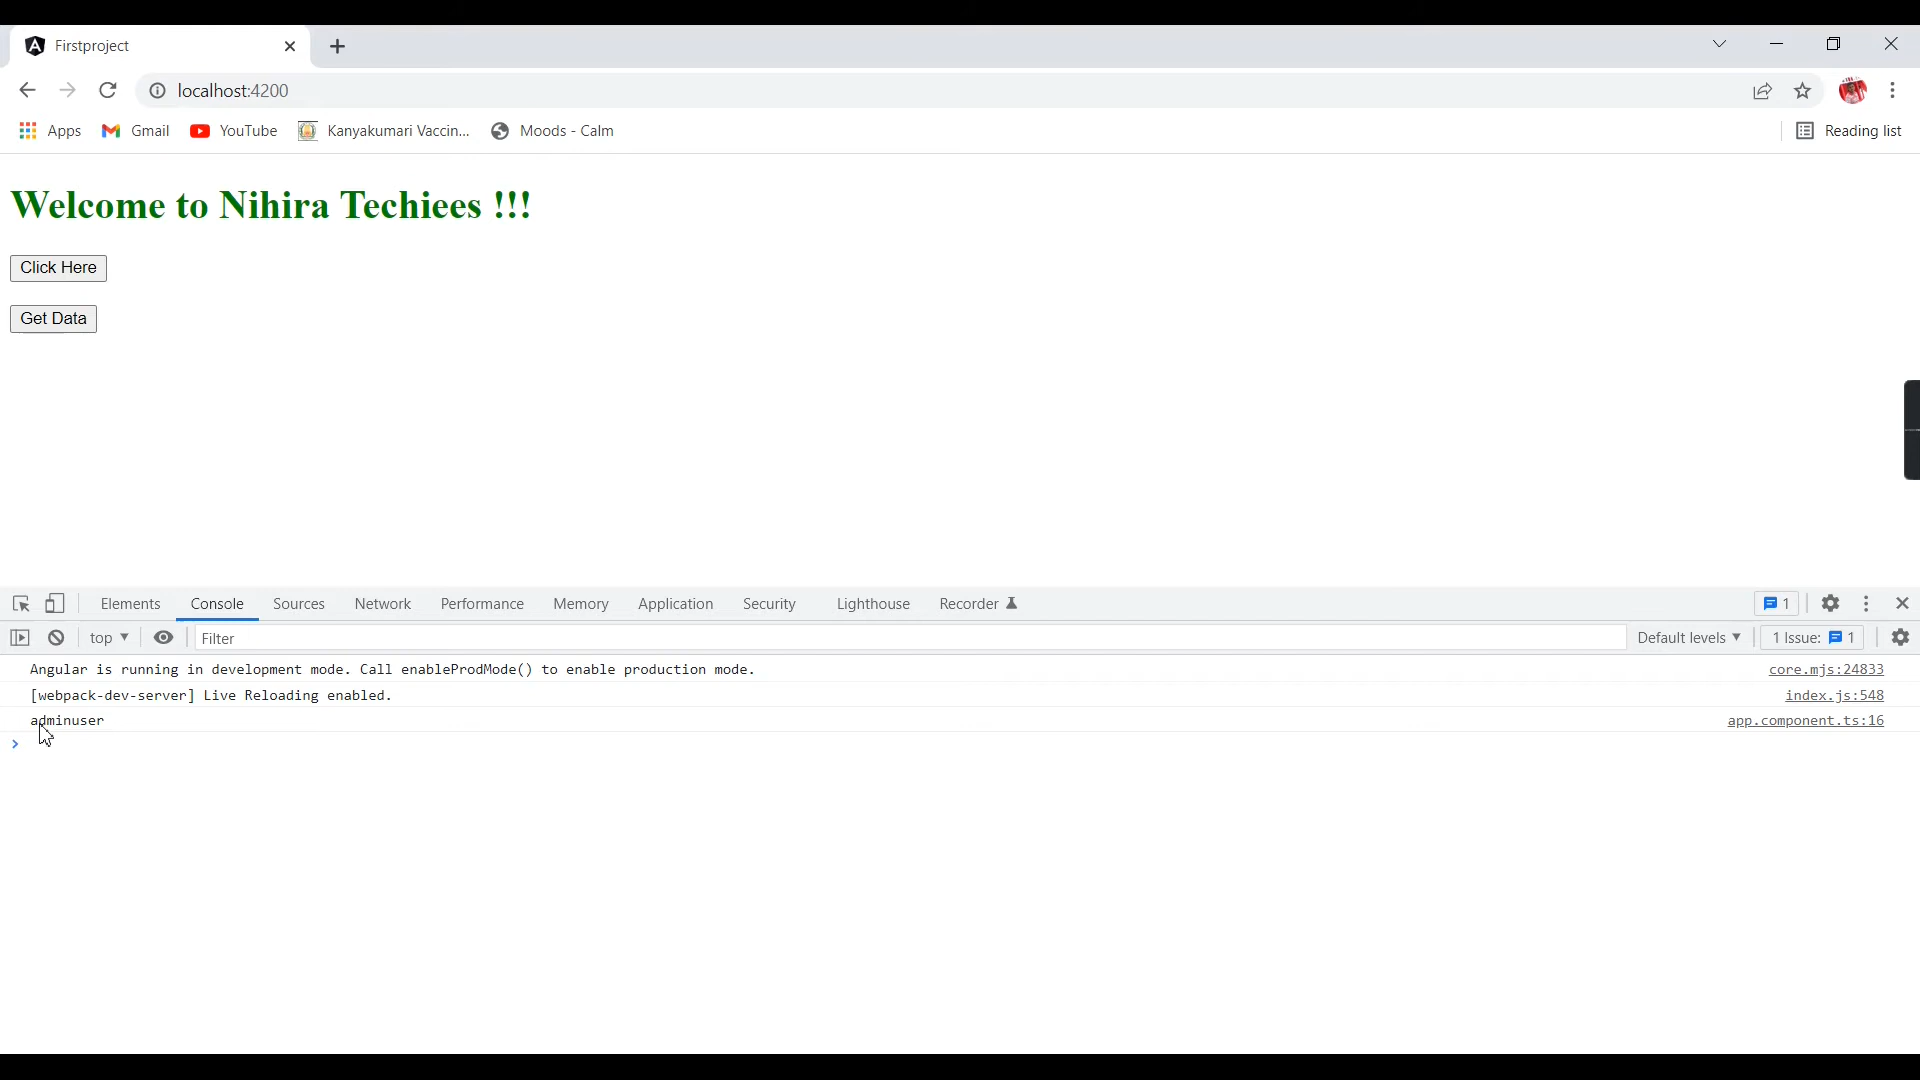 Firstproject
localhost:4200
Apps Gmail YouTube Kanyakumari Vaccin... Moods - Calm Reading list
Welcome to Nihira Techiees !!!
Click Here
Get Data
Elements Console Sources Network Performance Memory Application Security Lighthouse Recorder 1
top Filter Default levels 1 Issue: 1
Angular is running in development mode. Call enableProdMode() to enable production mode. core.mjs:24833
[webpack-dev-server] Live Reloading enabled. index.js:548
adminuser app.component.ts:16